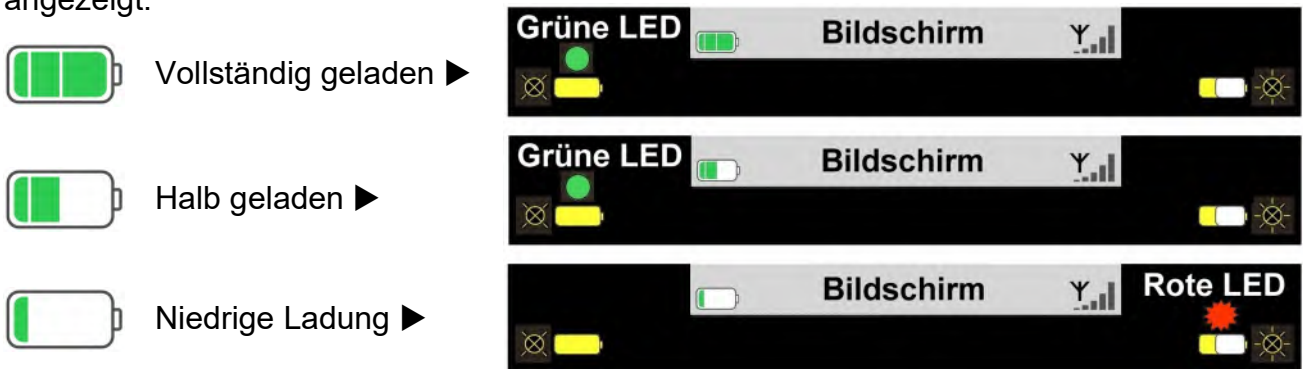 angezeigt.
Vollständig geladen ▶
Grüne LED
Bildschirm
Halb geladen ▶
Grüne LED
Bildschirm
Niedrige Ladung ▶
Bildschirm
Rote LED